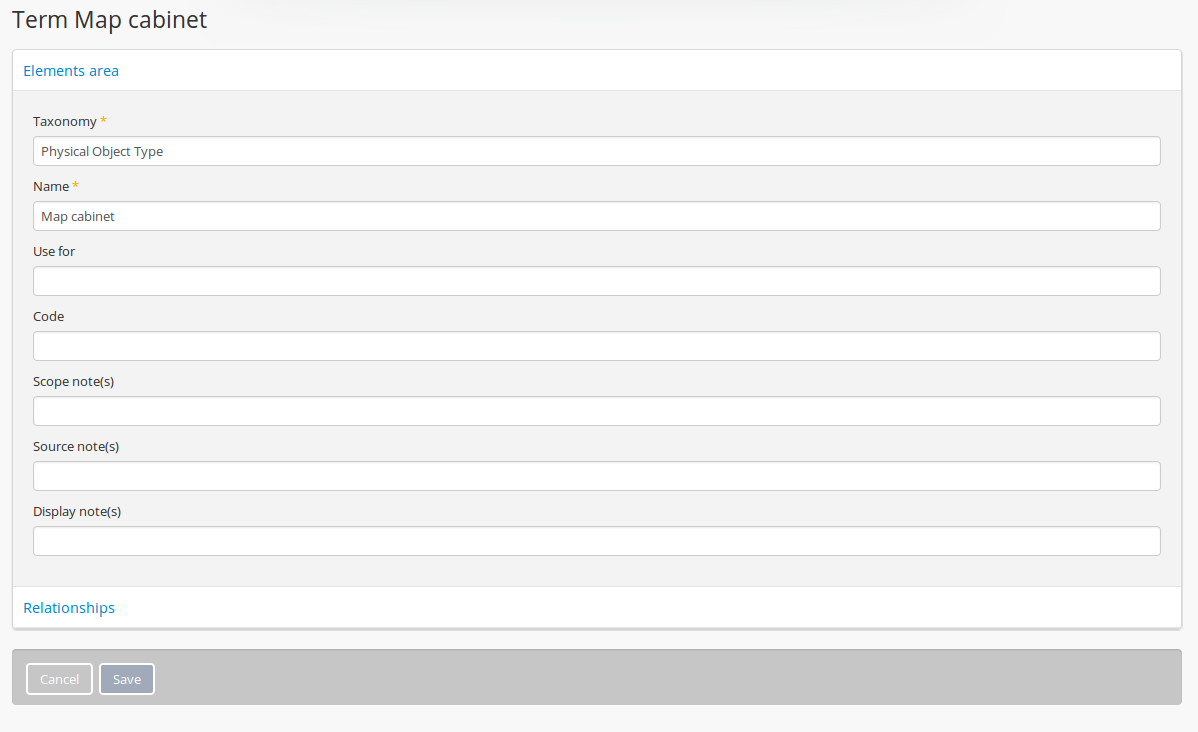 Term Map cabinet
Elements area
Taxonomy *
Physical Object Type
Name *
Map cabinet
Use for
Code
Scope note(s)
Source note(s)
Display note(s)
Relationships
Cancel Save